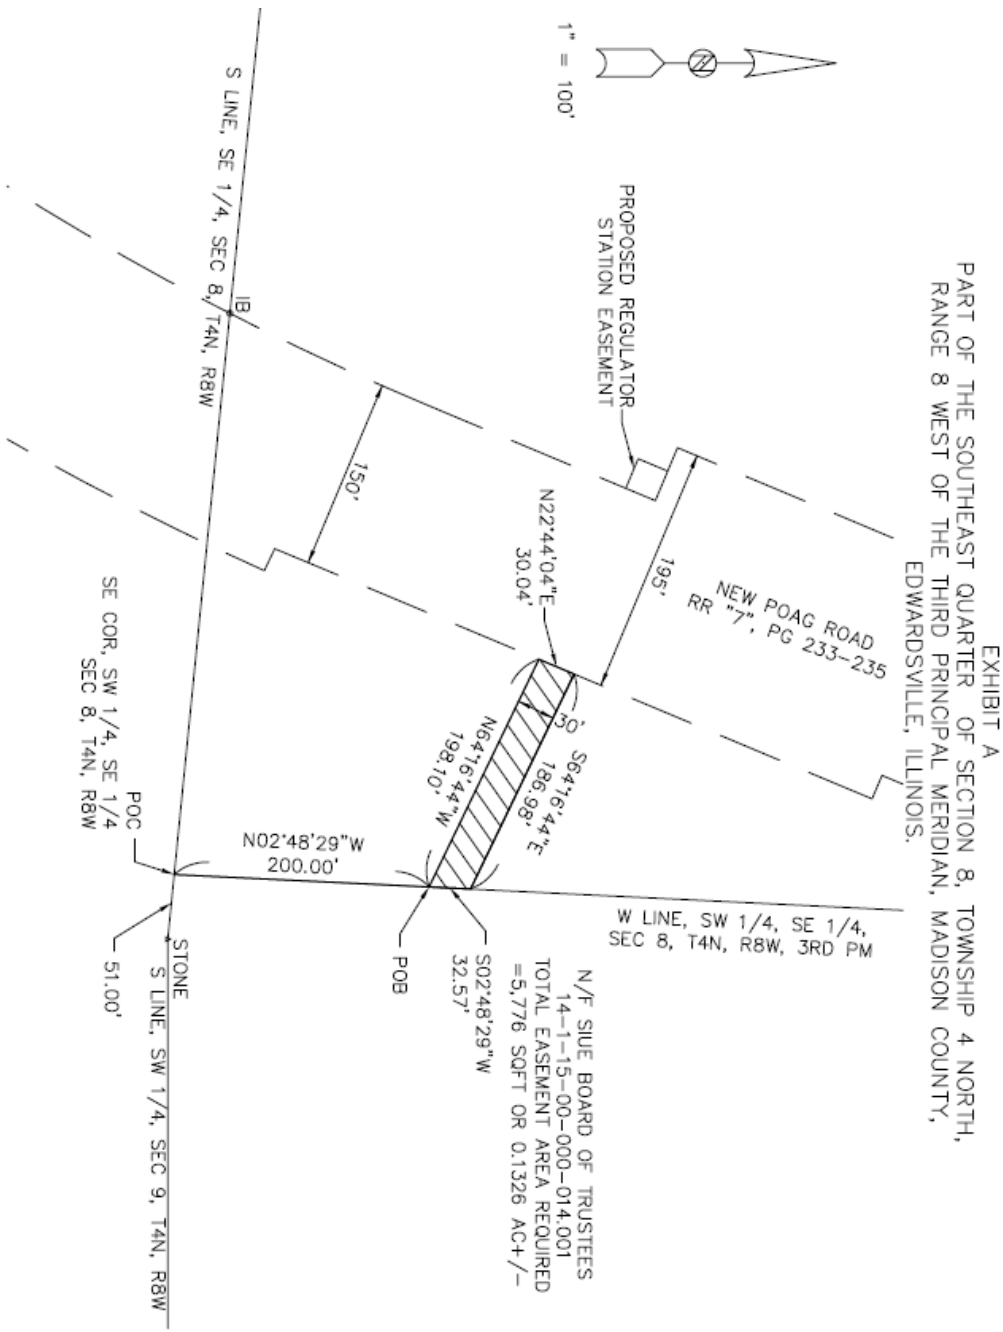 EXHIBIT A
PART OF THE SOUTHEAST QUARTER OF SECTION 8, TOWNSHIP 4 NORTH,
RANGE 8 WEST OF THE THIRD PRINCIPAL MERIDIAN, MADISON COUNTY,
EDWARDSVILLE, ILLINOIS.
1" = 100'
N
PROPOSED REGULATOR
STATION EASEMENT
NEW POAG ROAD
RR "7", PG 233-235
195'
150'
N22°44'04"E
30.04'
30'
S64°16'44"E
186.98'
N64°16'44"W
198.10'
W LINE, SW 1/4, SE 1/4,
SEC 8, T4N, R8W, 3RD PM
N/F SIUE BOARD OF TRUSTEES
14-1-15-00-000-014.001
TOTAL EASEMENT AREA REQUIRED
=5,776 SQFT OR 0.1326 AC+/-
S02°48'29"W
32.57'
POB
N02°48'29"W
200.00'
IB
S LINE, SE 1/4, SEC 8, T4N, R8W
SE COR, SW 1/4, SE 1/4
SEC 8, T4N, R8W
POC
STONE
51.00'
S LINE, SW 1/4, SEC 9, T4N, R8W